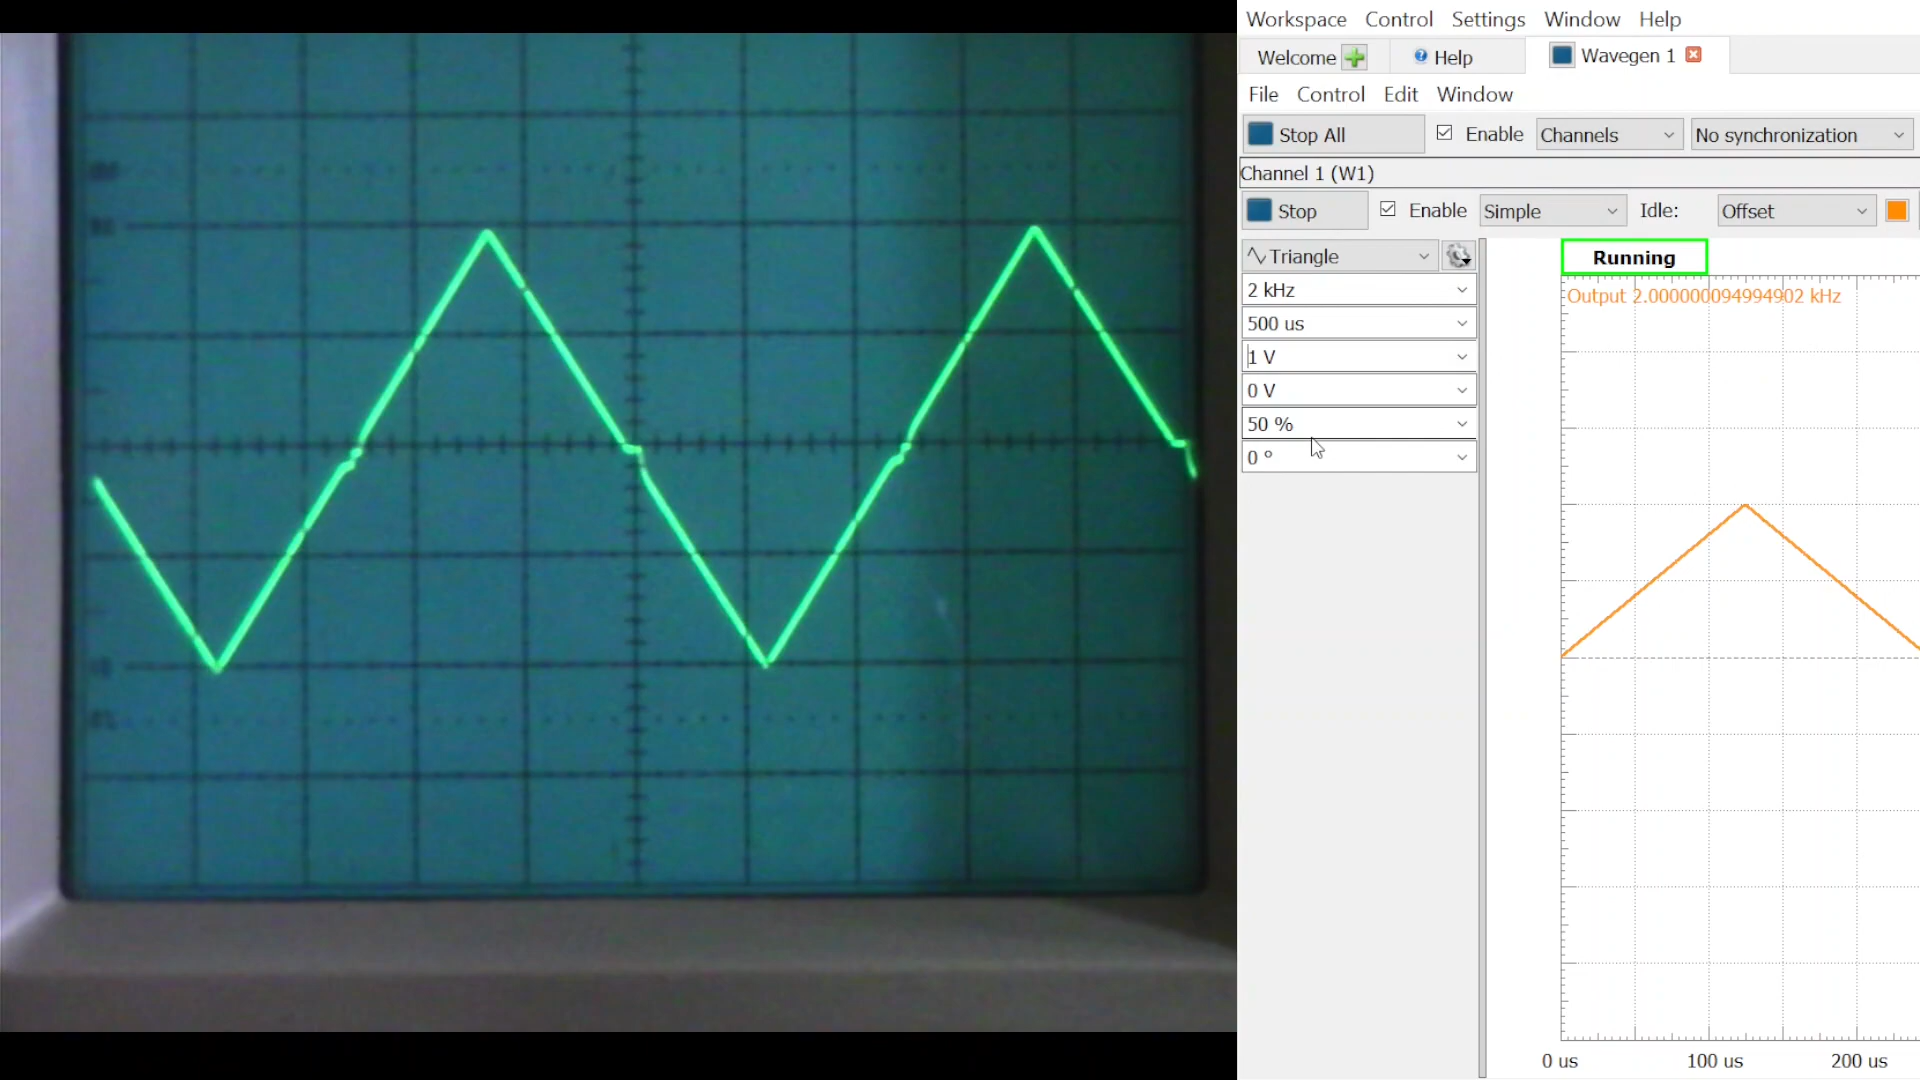 Workspace Control Settings Window Help
Welcome Help Wavegen 1
File Control Edit Window
Stop All Enable Channels No synchronization
Channel 1 (W1)
Stop Enable Simple Idle: Offset
Triangle
Running
2 kHz
Output 2.000000094994902 kHz
500 us
1 V
0 V
50 %
0 °
0 us 100 us 200 us